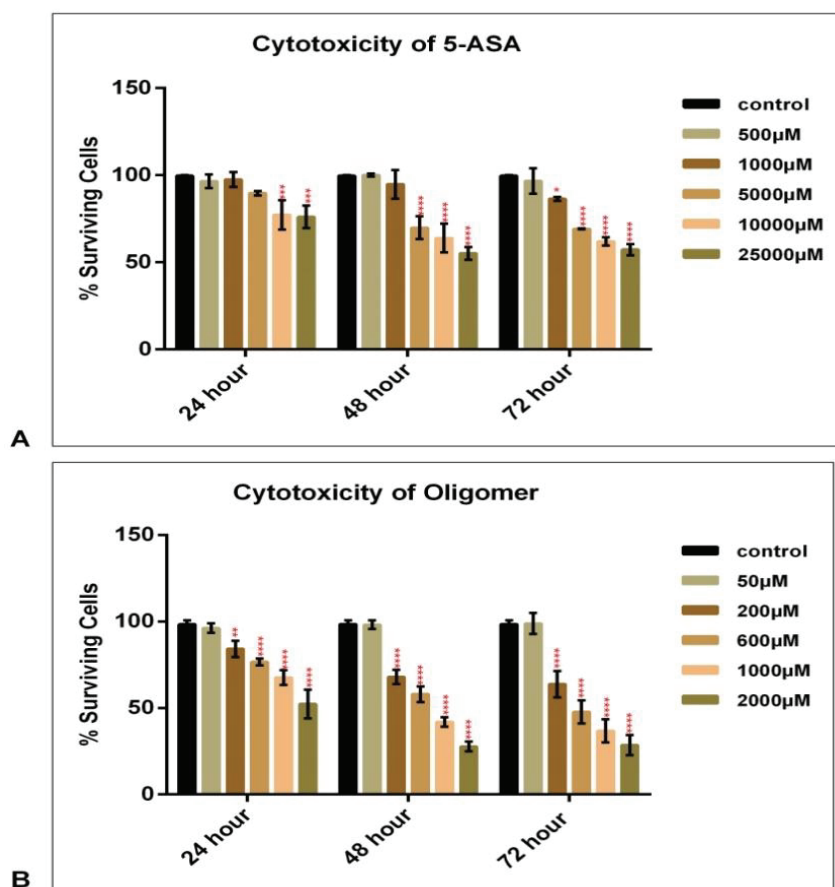 Cytotoxicity of 5-ASA
% Surviving Cells
150
100
50
0
***
***
****
****
****
*
****
****
****
24 hour
48 hour
72 hour
control
500µM
1000µM
5000µM
10000µM
25000µM
A
Cytotoxicity of Oligomer
% Surviving Cells
150
100
50
0
**
****
****
****
****
****
****
****
****
****
****
****
24 hour
48 hour
72 hour
control
50µM
200µM
600µM
1000µM
2000µM
B